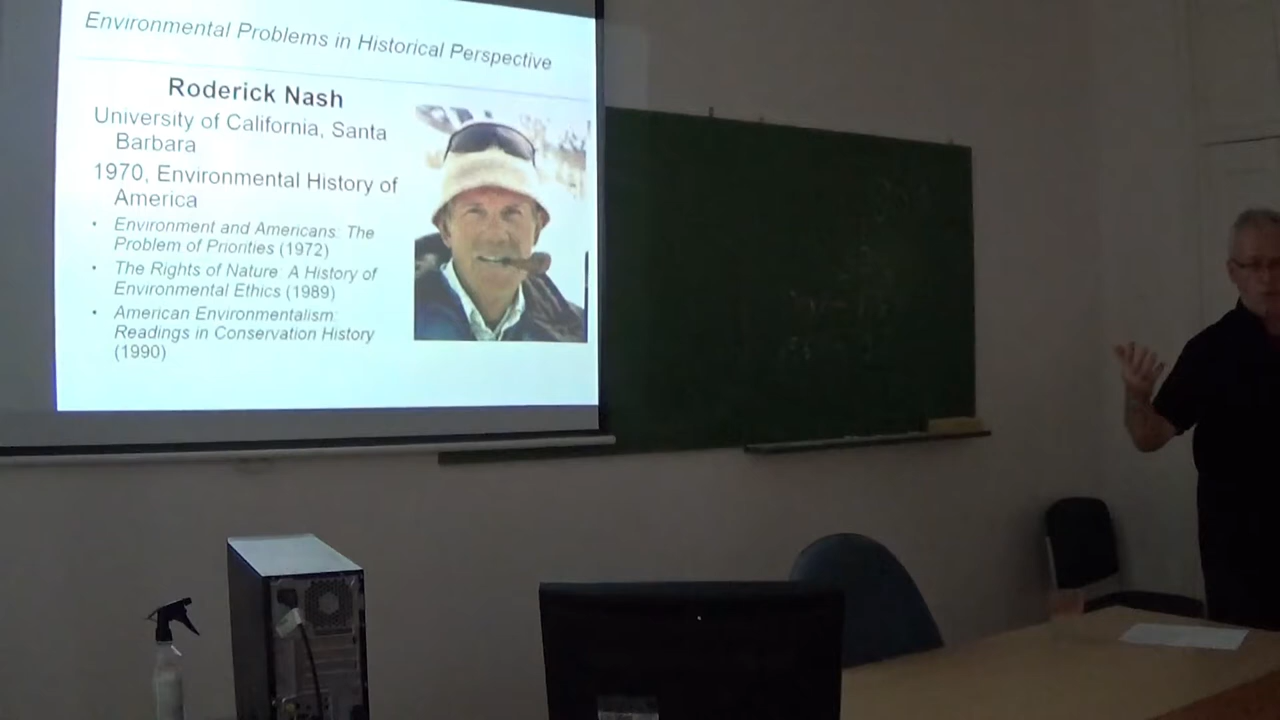 Environmental Problems in Historical Perspective
Roderick Nash
University of California, Santa
Barbara
1970, Environmental History of
America
• Environment and Americans: The
Problem of Priorities (1972)
• The Rights of Nature: A History of
Environmental Ethics (1989)
• American Environmentalism:
Readings in Conservation History
(1990)